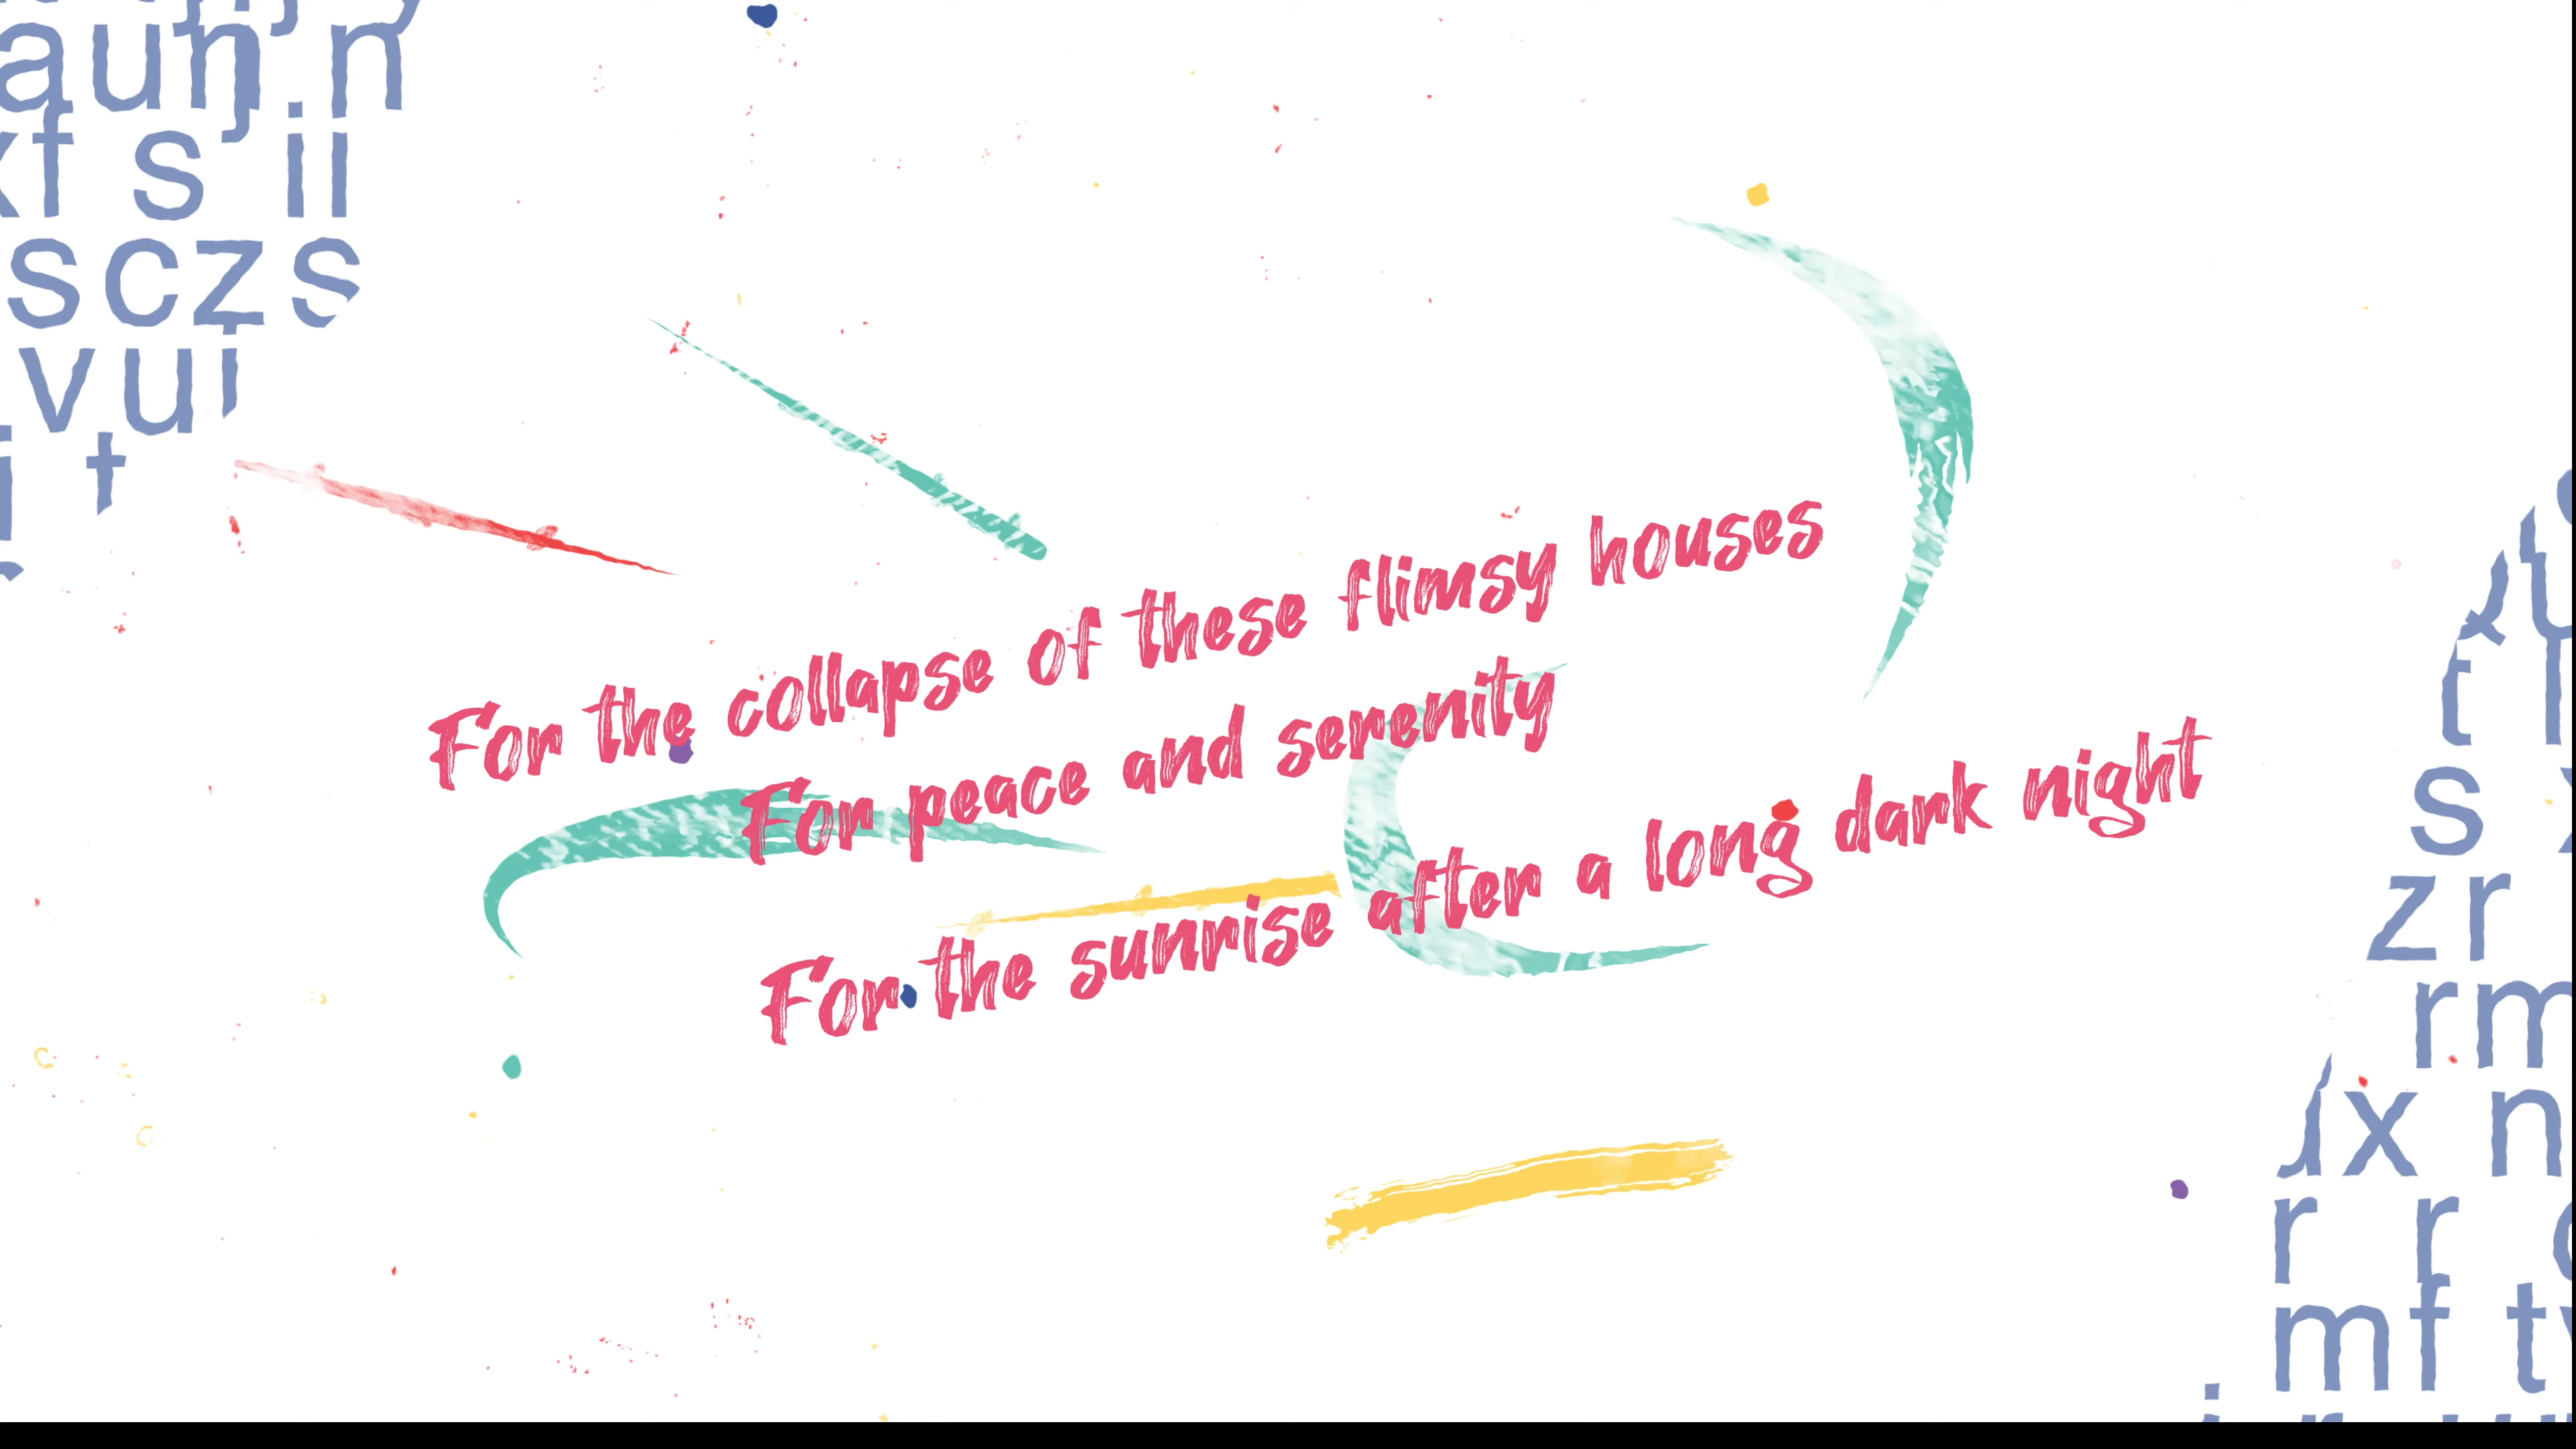 For the collapse of these flimsy houses
For peace and serenity
For the sunrise after a long dark night